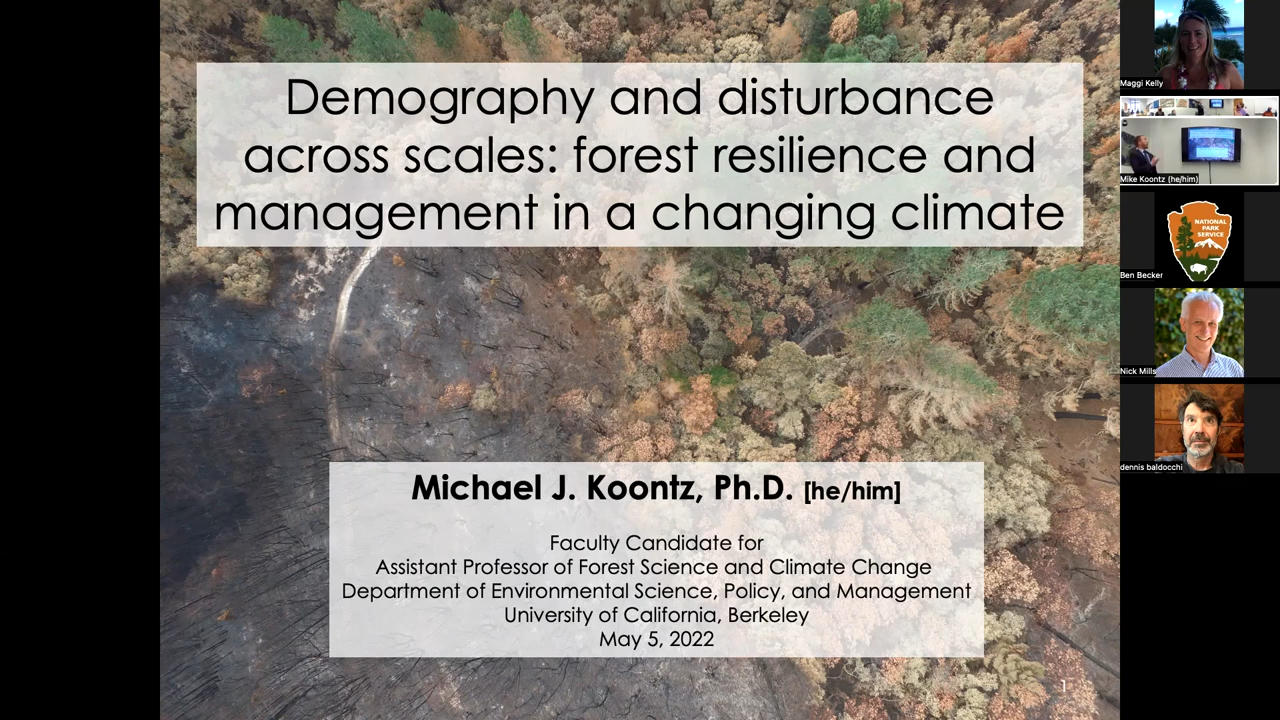 Demography and disturbance
across scales: forest resilience and
management in a changing climate
Michael J. Koontz, Ph.D. [he/him]
Faculty Candidate for
Assistant Professor of Forest Science and Climate Change
Department of Environmental Science, Policy, and Management
University of California, Berkeley
May 5, 2022
1
Maggi Kelly
Mike Koontz (he/him)
NATIONAL
PARK
SERVICE
Ben Becker
Nick Mills
dennis baldocchi